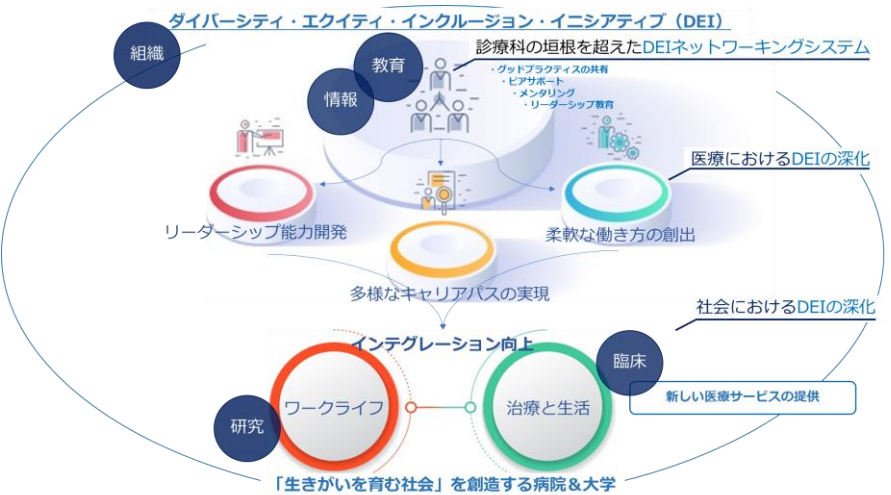 ダイバーシティ・エクイティ・インクルージョン・イニシアティブ（DEI）
組織
教育
情報
診療科の垣根を超えたDEIネットワーキングシステム
・グッドプラクティスの共有
・ピアサポート
・メンタリング
・リーダーシップ教育
医療におけるDEIの深化
リーダーシップ能力開発
柔軟な働き方の創出
多様なキャリアパスの実現
社会におけるDEIの深化
インテグレーション向上
臨床
ワークライフ
治療と生活
新しい医療サービスの提供
研究
「生きがいを育む社会」を創造する病院＆大学